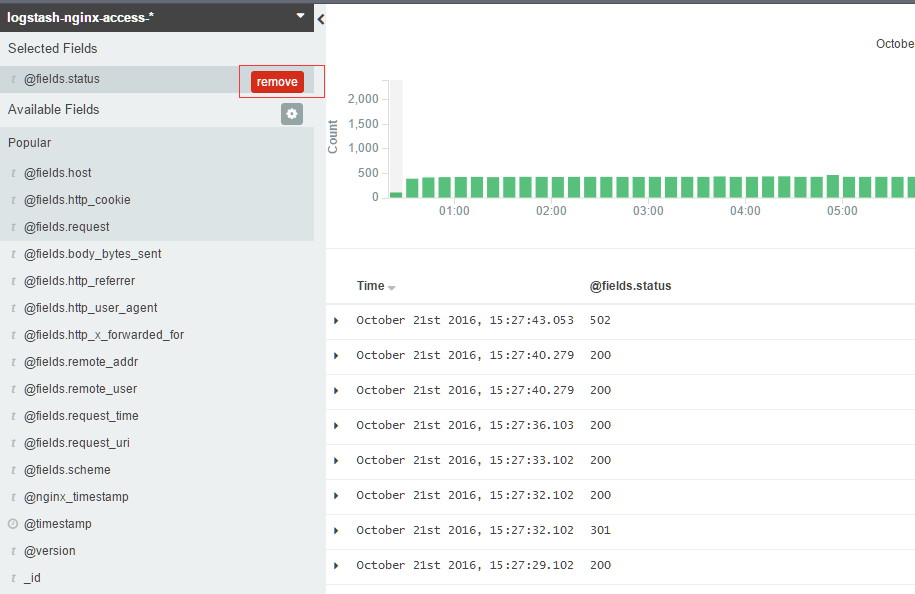 logstash-nginx-access-*
Selected Fields
t @fields.status remove
Available Fields
Popular
t @fields.host
t @fields.http_cookie
t @fields.request
t @fields.body_bytes_sent
t @fields.http_referrer
t @fields.http_user_agent
t @fields.http_x_forwarded_for
t @fields.remote_addr
t @fields.remote_user
t @fields.request_time
t @fields.request_uri
t @fields.scheme
t @nginx_timestamp
@timestamp
t @version
t _id
Octobe
Count
2,000
1,500
1,000
500
0
01:00 02:00 03:00 04:00 05:00
Time @fields.status
October 21st 2016, 15:27:43.053 502
October 21st 2016, 15:27:40.279 200
October 21st 2016, 15:27:40.279 200
October 21st 2016, 15:27:36.103 200
October 21st 2016, 15:27:33.102 200
October 21st 2016, 15:27:32.102 200
October 21st 2016, 15:27:32.102 301
October 21st 2016, 15:27:29.102 200